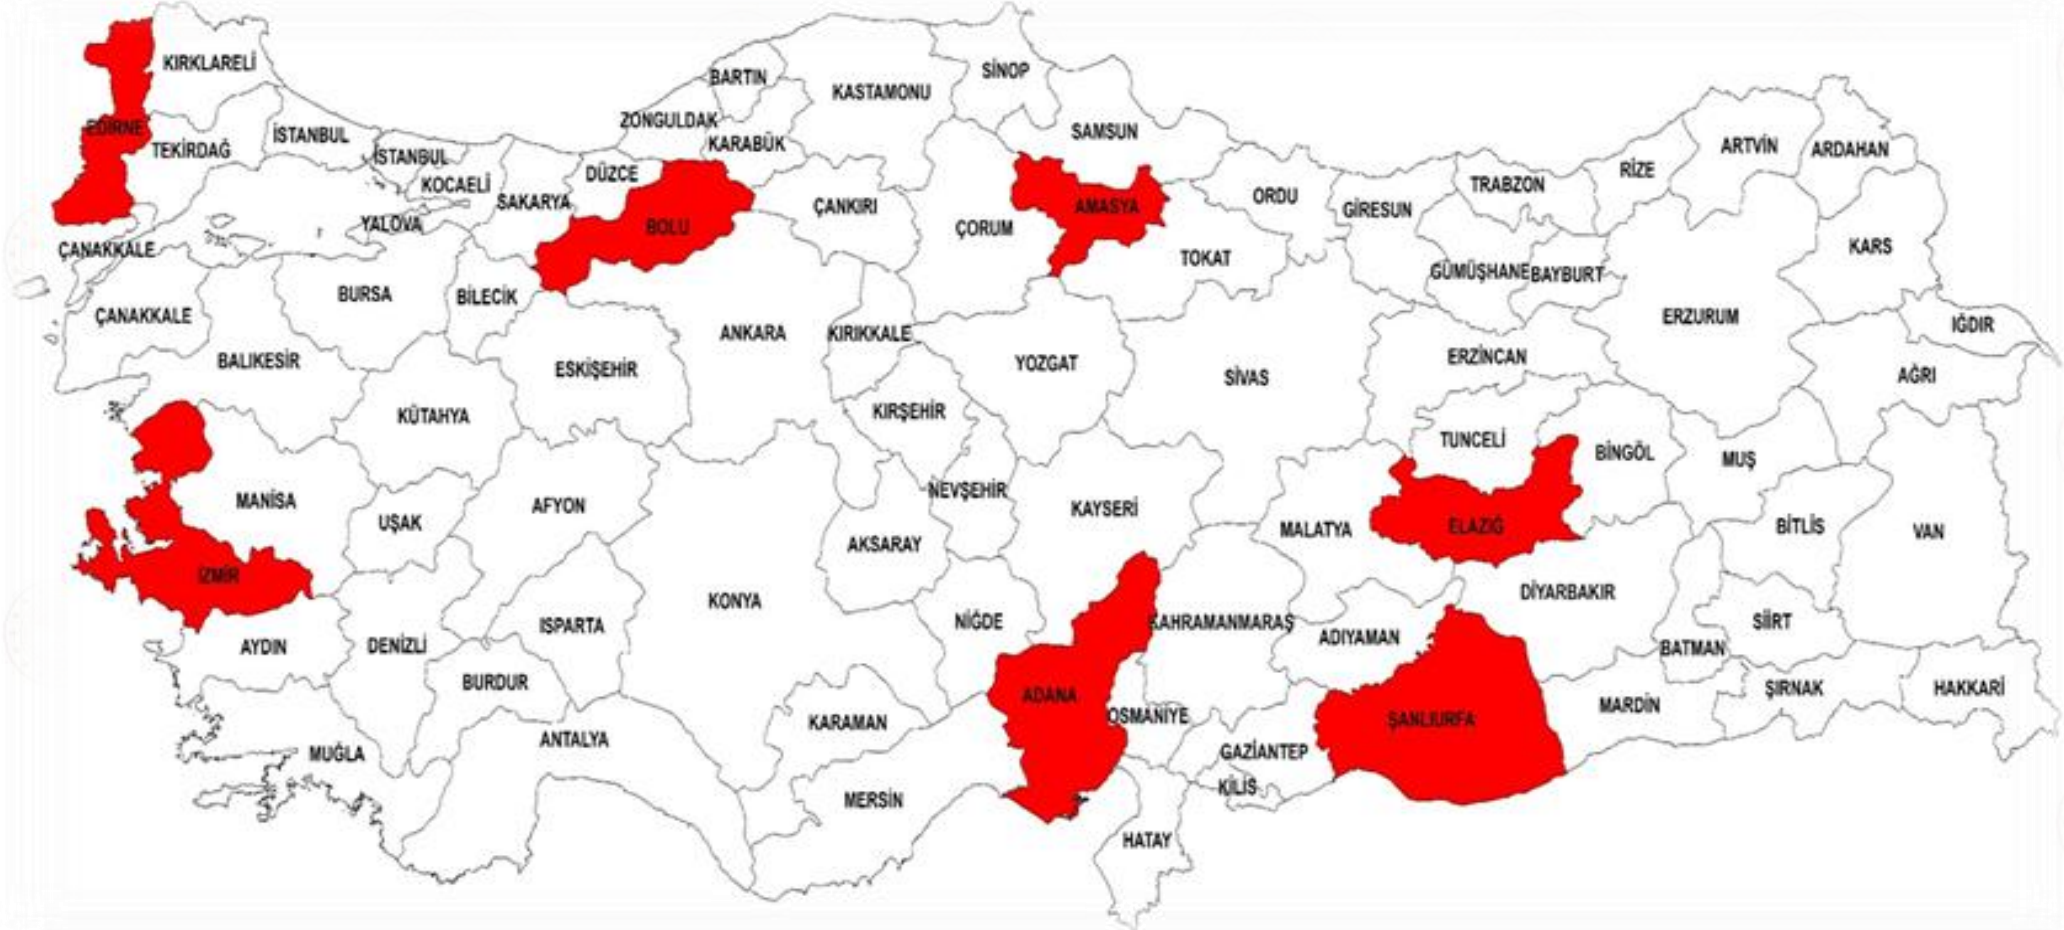 KIRKLARELİ
EDİRNE
TEKİRDAĞ
İSTANBUL
İSTANBUL
KOCAELİ
YALOVA
SAKARYA
DÜZCE
ZONGULDAK
BARTIN
KARABÜK
KASTAMONU
SİNOP
SAMSUN
BOLU
ÇANKIRI
ÇORUM
AMASYA
TOKAT
ORDU
GİRESUN
TRABZON
RİZE
ARTVİN
ARDAHAN
GÜMÜŞHANE
BAYBURT
KARS
ÇANAKKALE
ÇANAKKALE
BURSA
BİLECİK
BALIKESİR
ESKİŞEHİR
ANKARA
KIRIKKALE
YOZGAT
SİVAS
ERZİNCAN
ERZURUM
IĞDIR
AĞRI
KÜTAHYA
KIRŞEHİR
TUNCELİ
BİNGÖL
MUŞ
MANİSA
UŞAK
AFYON
NEVŞEHİR
KAYSERİ
MALATYA
ELAZIĞ
BİTLİS
VAN
İZMİR
AKSARAY
KONYA
NİĞDE
KAHRAMANMARAŞ
ADIYAMAN
DİYARBAKIR
SİİRT
BATMAN
AYDIN
DENİZLİ
ISPARTA
BURDUR
ADANA
OSMANİYE
ŞANLIURFA
MARDİN
ŞIRNAK
HAKKARİ
MUĞLA
ANTALYA
KARAMAN
MERSİN
GAZİANTEP
KİLİS
HATAY